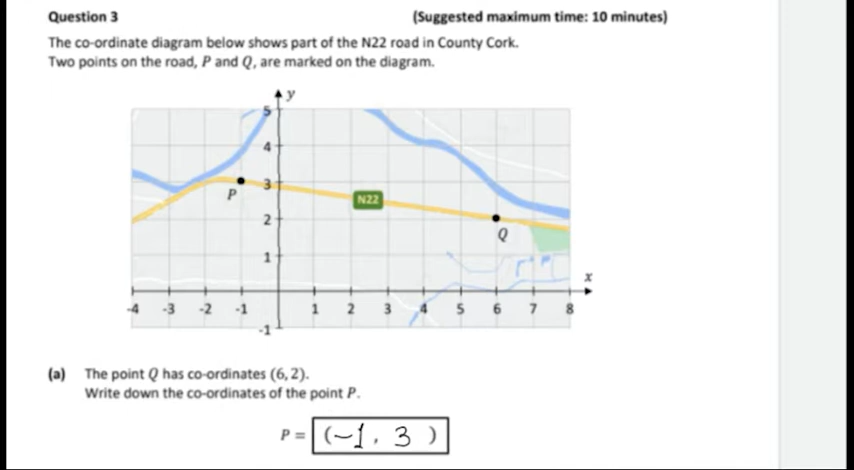 Question 3 (Suggested maximum time: 10 minutes)
The co-ordinate diagram below shows part of the N22 road in County Cork.
Two points on the road, P and Q, are marked on the diagram.
y
5
4
3
P
N22
2
Q
1
x
-4 -3 -2 -1 1 2 3 4 5 6 7 8
-1
(a) The point Q has co-ordinates (6, 2).
Write down the co-ordinates of the point P.
P = (-1, 3 )